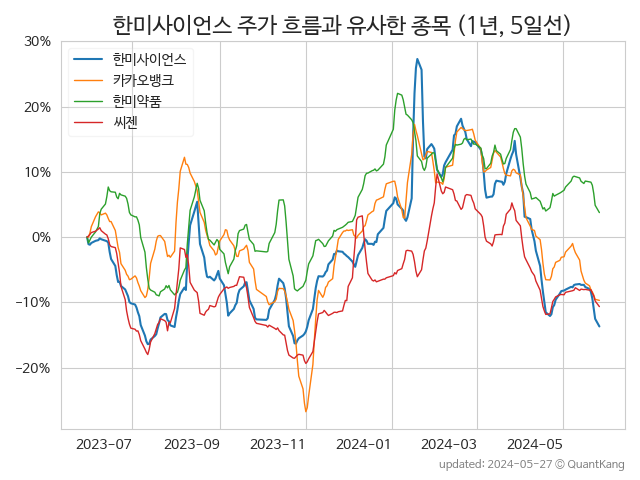 한미사이언스 주가 흐름과 유사한 종목 (1년, 5일선)
30%
20%
10%
0%
−10%
−20%
한미사이언스
카카오뱅크
한미약품
씨젠
2023-07 2023-09 2023-11 2024-01 2024-03 2024-05
updated: 2024-05-27 © QuantKang